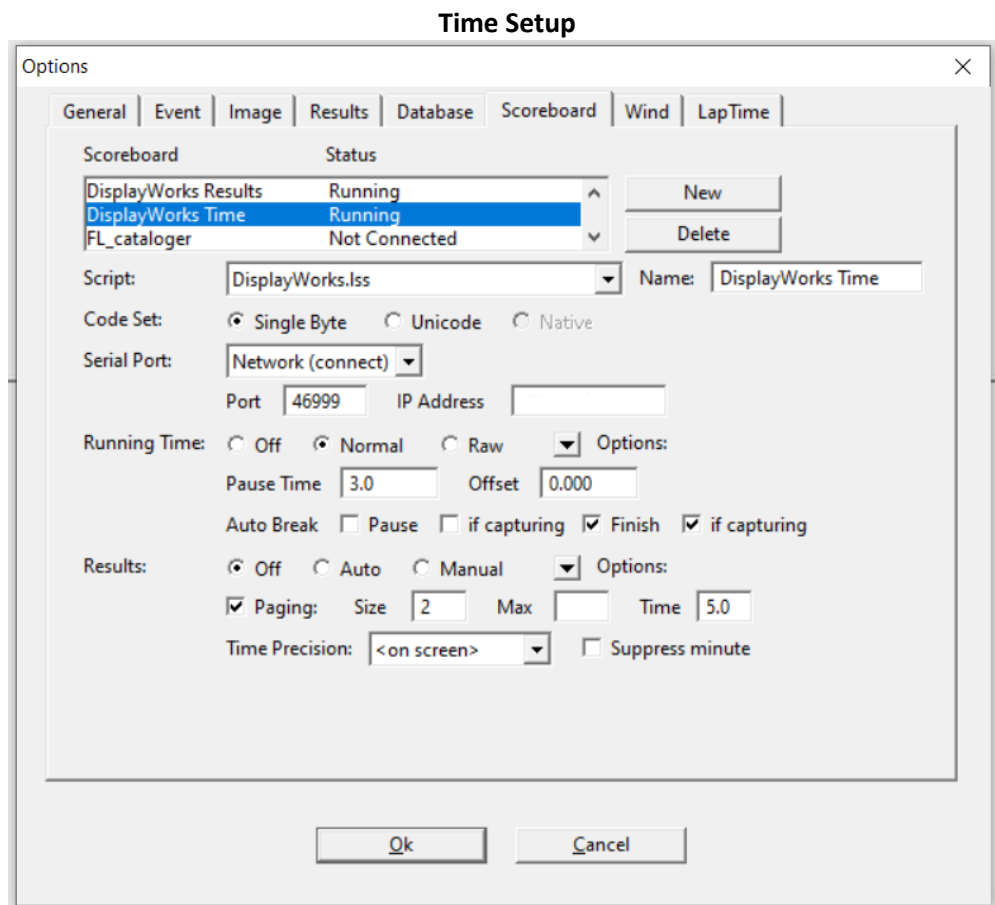 Time Setup
Options
General Event Image Results Database Scoreboard Wind LapTime
Scoreboard Status
DisplayWorks Results Running New
DisplayWorks Time Running
FL_cataloger Not Connected Delete
Script: DisplayWorks.lss Name: DisplayWorks Time
Code Set: Single Byte Unicode Native
Serial Port: Network (connect)
Port 46999 IP Address
Running Time: Off Normal Raw Options:
Pause Time 3.0 Offset 0.000
Auto Break Pause if capturing Finish if capturing
Results: Off Auto Manual Options:
Paging: Size 2 Max Time 5.0
Time Precision: <on screen> Suppress minute
Ok Cancel